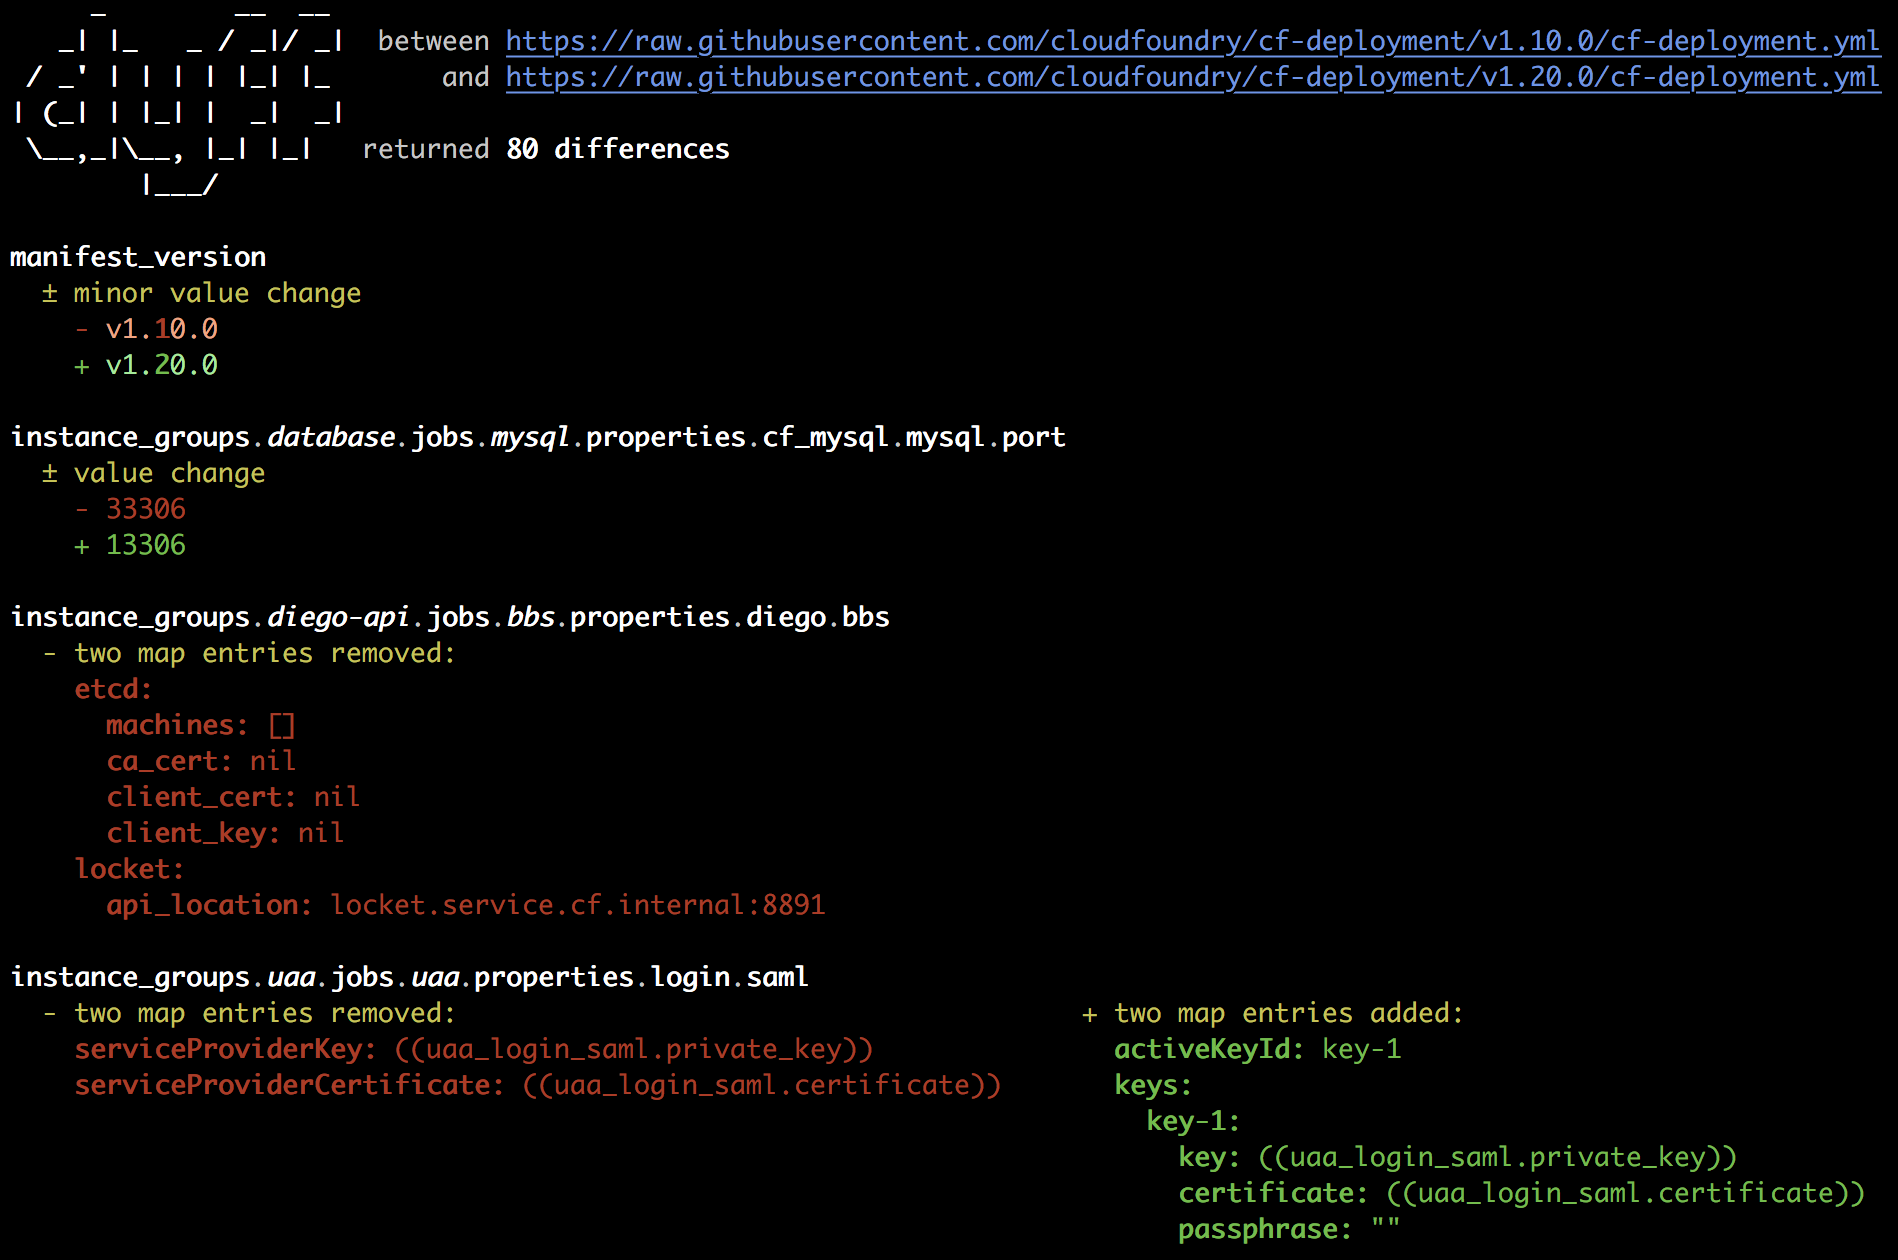 _        __  __
   _| |_   _ / _|/ _|  between https://raw.githubusercontent.com/cloudfoundry/cf-deployment/v1.10.0/cf-deployment.yml
 / _' | | | | |_| |_       and https://raw.githubusercontent.com/cloudfoundry/cf-deployment/v1.20.0/cf-deployment.yml
| (_| | |_| |  _|  _|
 \__,_|\__, |_| |_|   returned 80 differences
        |___/
manifest_version
  ± minor value change
    - v1.10.0
    + v1.20.0
instance_groups.database.jobs.mysql.properties.cf_mysql.mysql.port
  ± value change
    - 33306
    + 13306
instance_groups.diego-api.jobs.bbs.properties.diego.bbs
  - two map entries removed:
    etcd:
      machines: []
      ca_cert: nil
      client_cert: nil
      client_key: nil
    locket:
      api_location: locket.service.cf.internal:8891
instance_groups.uaa.jobs.uaa.properties.login.saml
  - two map entries removed:
    serviceProviderKey: ((uaa_login_saml.private_key))
    serviceProviderCertificate: ((uaa_login_saml.certificate))
  + two map entries added:
    activeKeyId: key-1
    keys:
      key-1:
        key: ((uaa_login_saml.private_key))
        certificate: ((uaa_login_saml.certificate))
        passphrase: ""